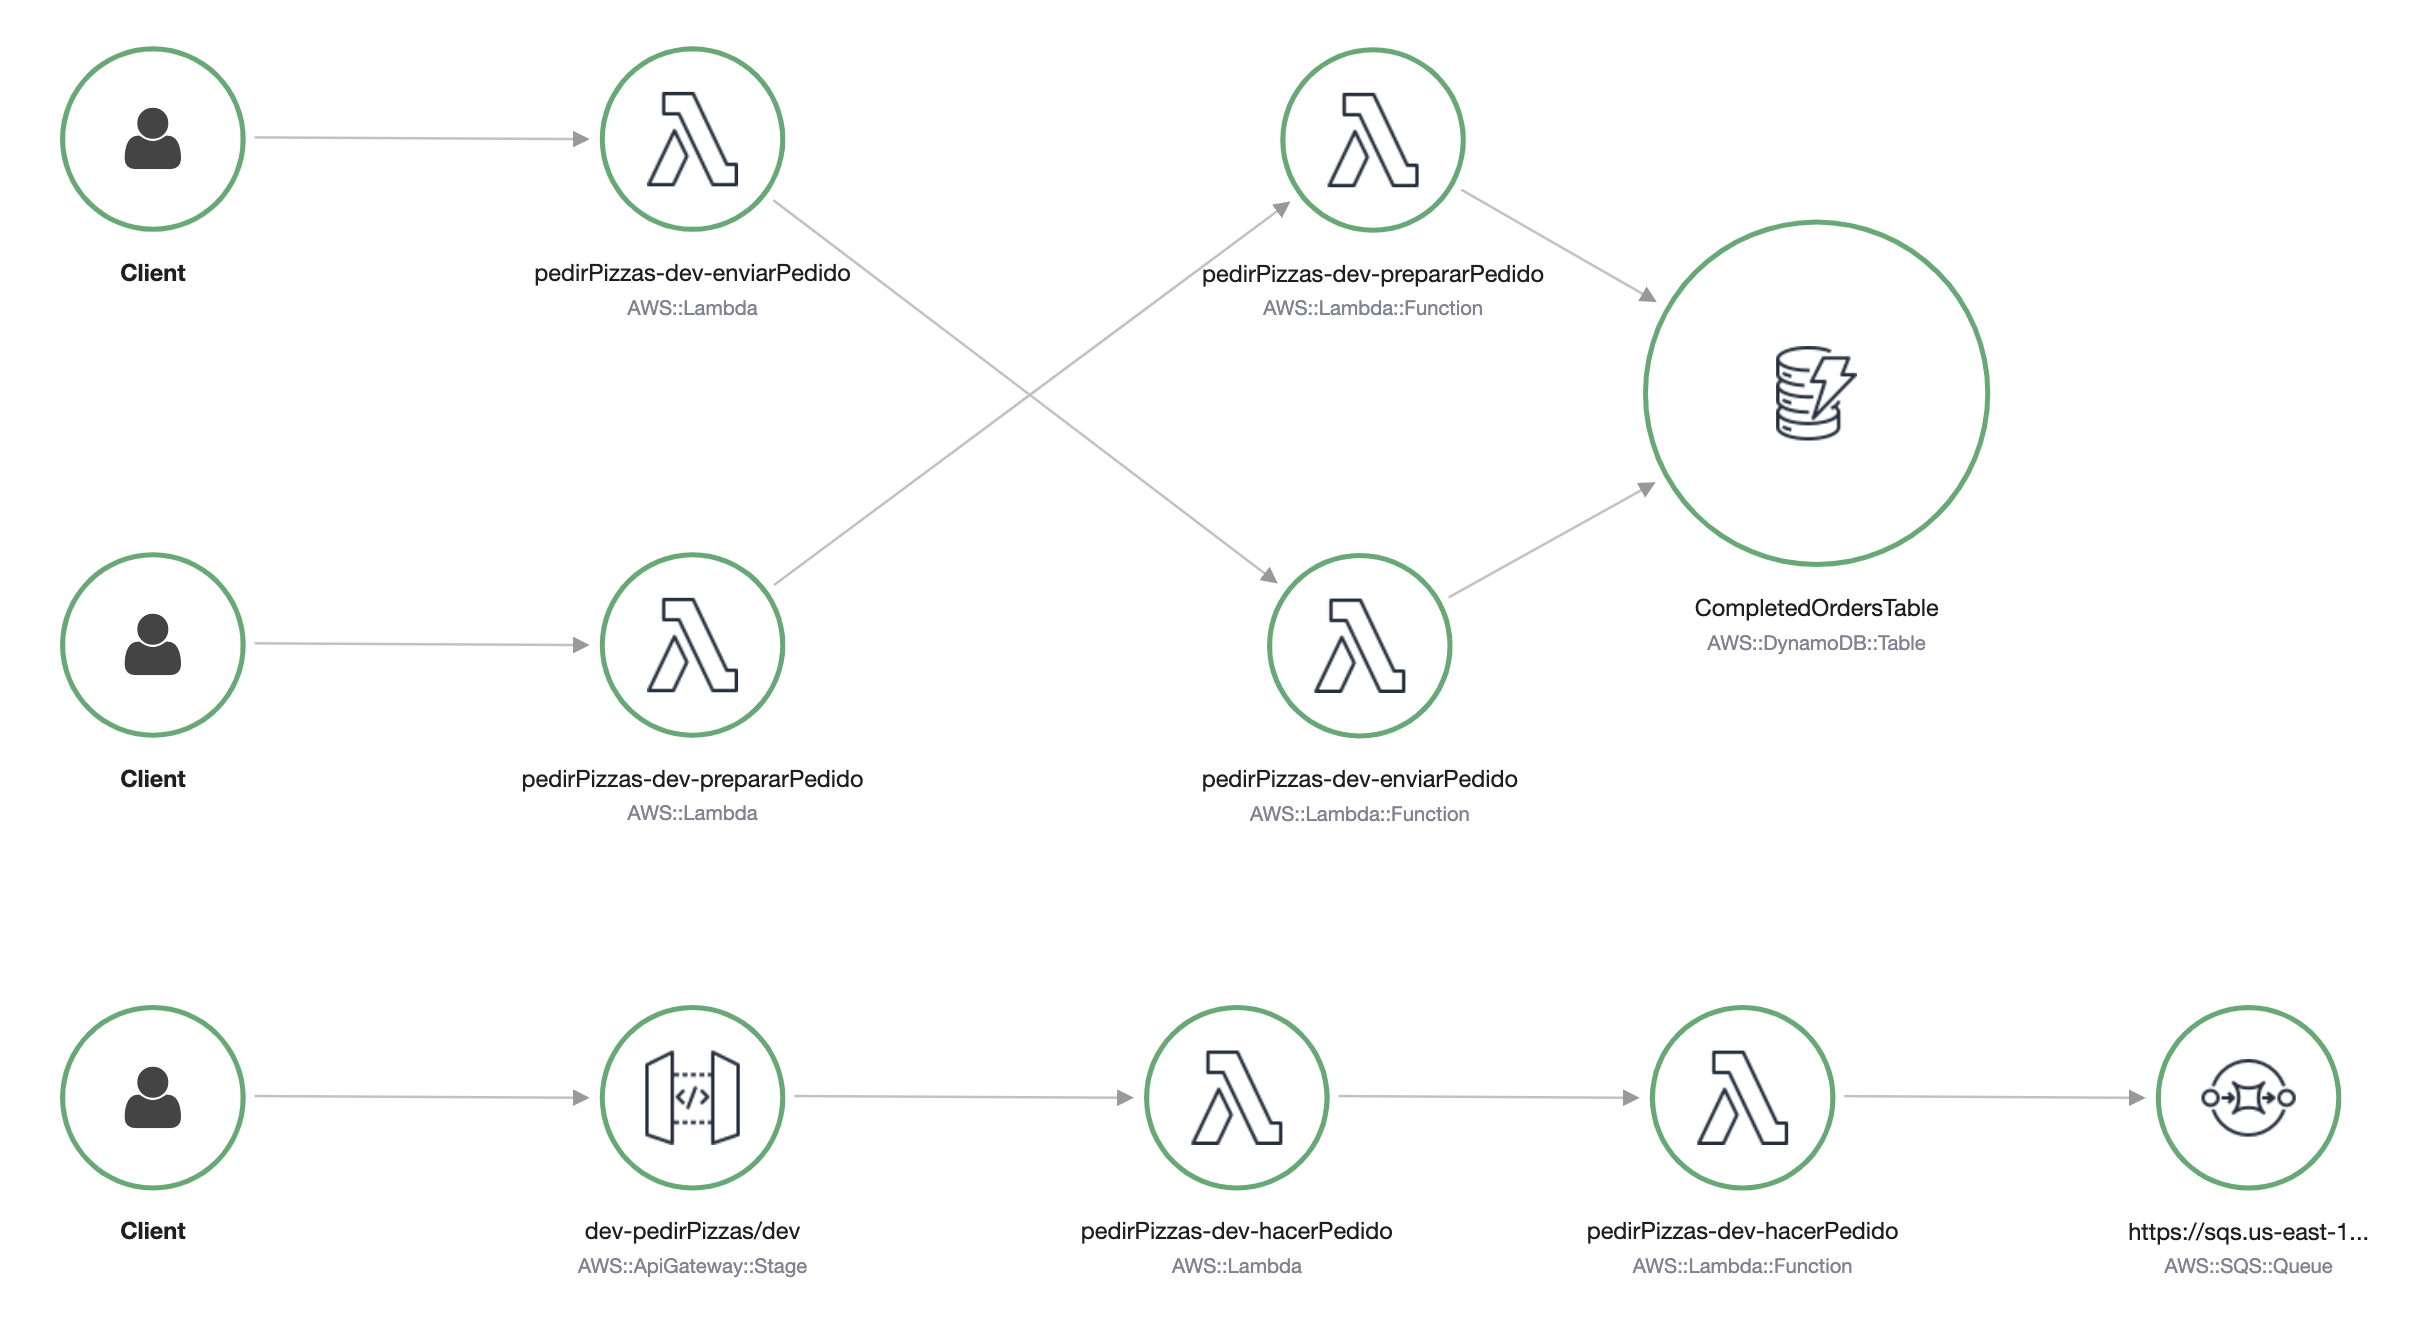 Client
pedirPizzas-dev-enviarPedido
AWS::Lambda
pedirPizzas-dev-prepararPedido
AWS::Lambda::Function
CompletedOrdersTable
AWS::DynamoDB::Table
Client
pedirPizzas-dev-prepararPedido
AWS::Lambda
pedirPizzas-dev-enviarPedido
AWS::Lambda::Function
Client
dev-pedirPizzas/dev
AWS::ApiGateway::Stage
pedirPizzas-dev-hacerPedido
AWS::Lambda
pedirPizzas-dev-hacerPedido
AWS::Lambda::Function
https://sqs.us-east-1...
AWS::SQS::Queue